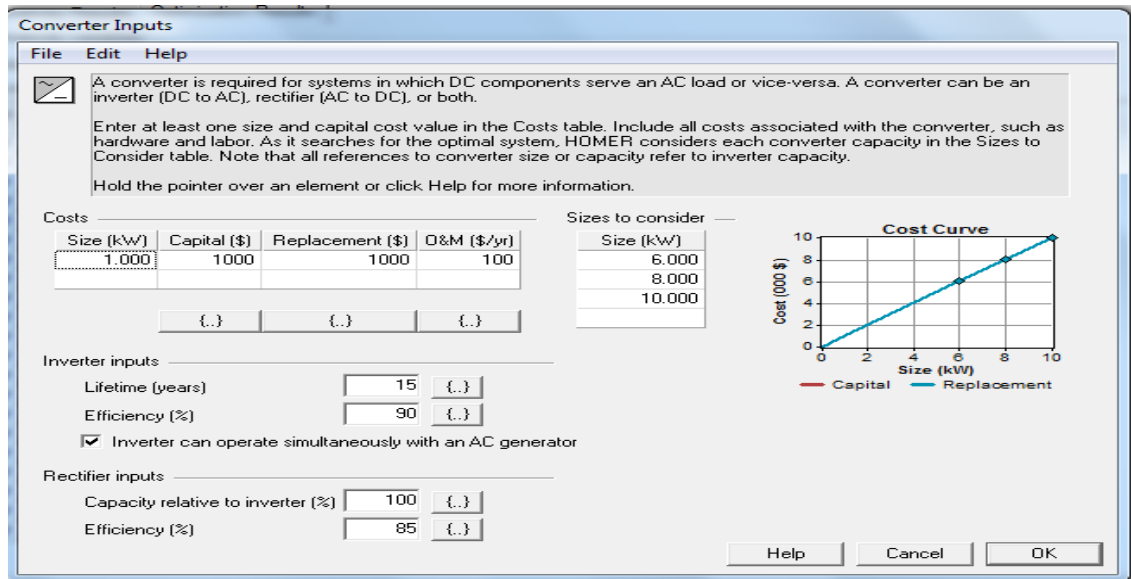 Converter Inputs
File Edit Help
A converter is required for systems in which DC components serve an AC load or vice-versa. A converter can be an
inverter (DC to AC), rectifier (AC to DC), or both.
Enter at least one size and capital cost value in the Costs table. Include all costs associated with the converter, such as
hardware and labor. As it searches for the optimal system, HOMER considers each converter capacity in the Sizes to
Consider table. Note that all references to converter size or capacity refer to inverter capacity.
Hold the pointer over an element or click Help for more information.
Costs
Size (kW) Capital ($) Replacement ($) O&M ($/yr)
1.000 1000 1000 100
{..} {..} {..}
Sizes to consider
Size (kW)
6.000
8.000
10.000
Cost Curve
Cost (000 $)
10
8
6
4
2
0
0 2 4 6 8 10
Size (kW)
Capital Replacement
Inverter inputs
Lifetime (years) 15 {..}
Efficiency (%) 90 {..}
Inverter can operate simultaneously with an AC generator
Rectifier inputs
Capacity relative to inverter (%) 100 {..}
Efficiency (%) 85 {..}
Help Cancel OK